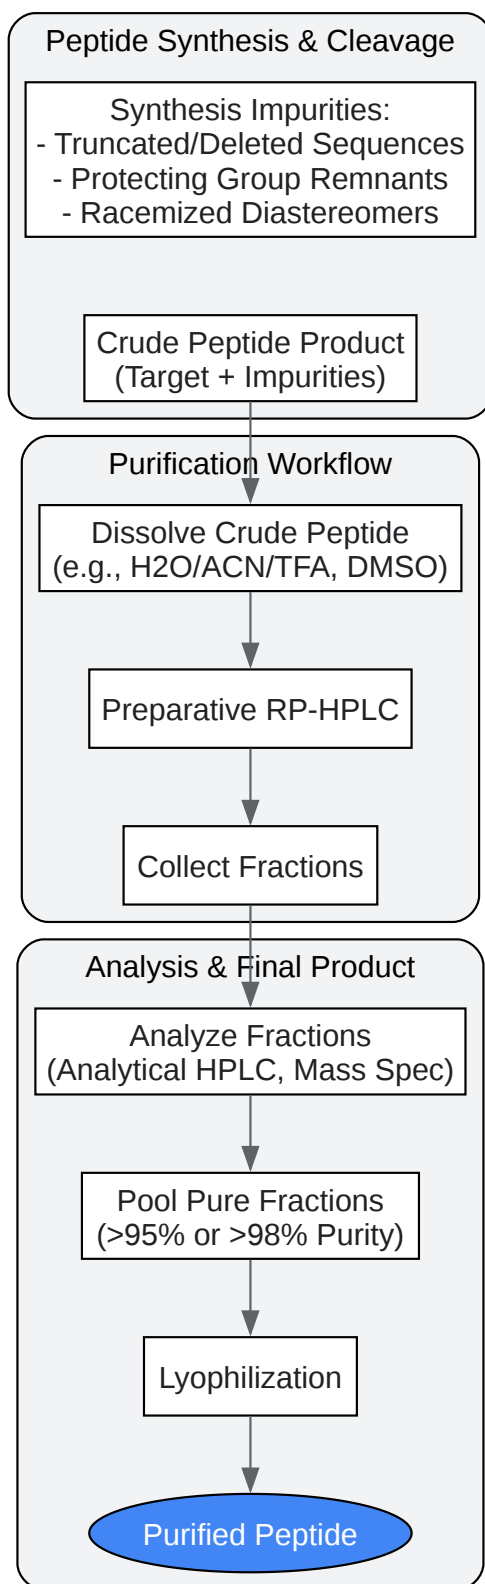 Peptide Synthesis & Cleavage
Synthesis Impurities:
- Truncated/Deleted Sequences
- Protecting Group Remnants
- Racemized Diastereomers
Crude Peptide Product
(Target + Impurities)
Purification Workflow
Dissolve Crude Peptide
(e.g., H2O/ACN/TFA, DMSO)
Preparative RP-HPLC
Collect Fractions
Analysis & Final Product
Analyze Fractions
(Analytical HPLC, Mass Spec)
Pool Pure Fractions
(>95% or >98% Purity)
Lyophilization
Purified Peptide